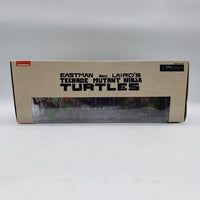 EASTMAN AND LAIRD'S
TEENAGE MUTANT NINJA
TURTLES